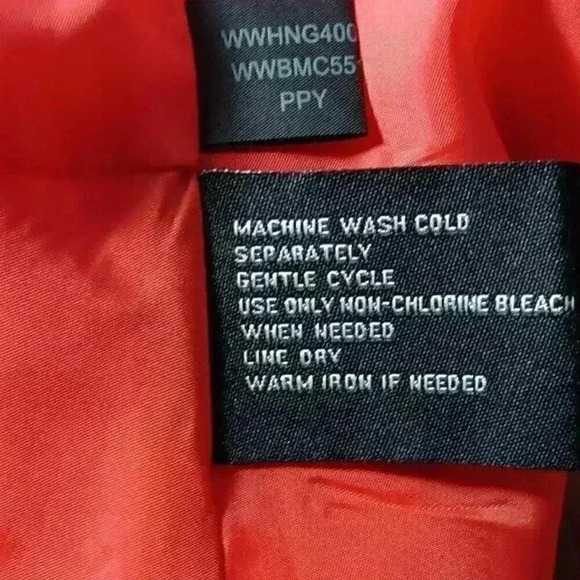 WWHNG400
WWBMC55
PPY
MACHINE WASH COLD
SEPARATELY
GENTLE CYCLE
USE ONLY NON-CHLORINE BLEACH
WHEN NEEDED
LINE DRY
WARM IRON IF NEEDED